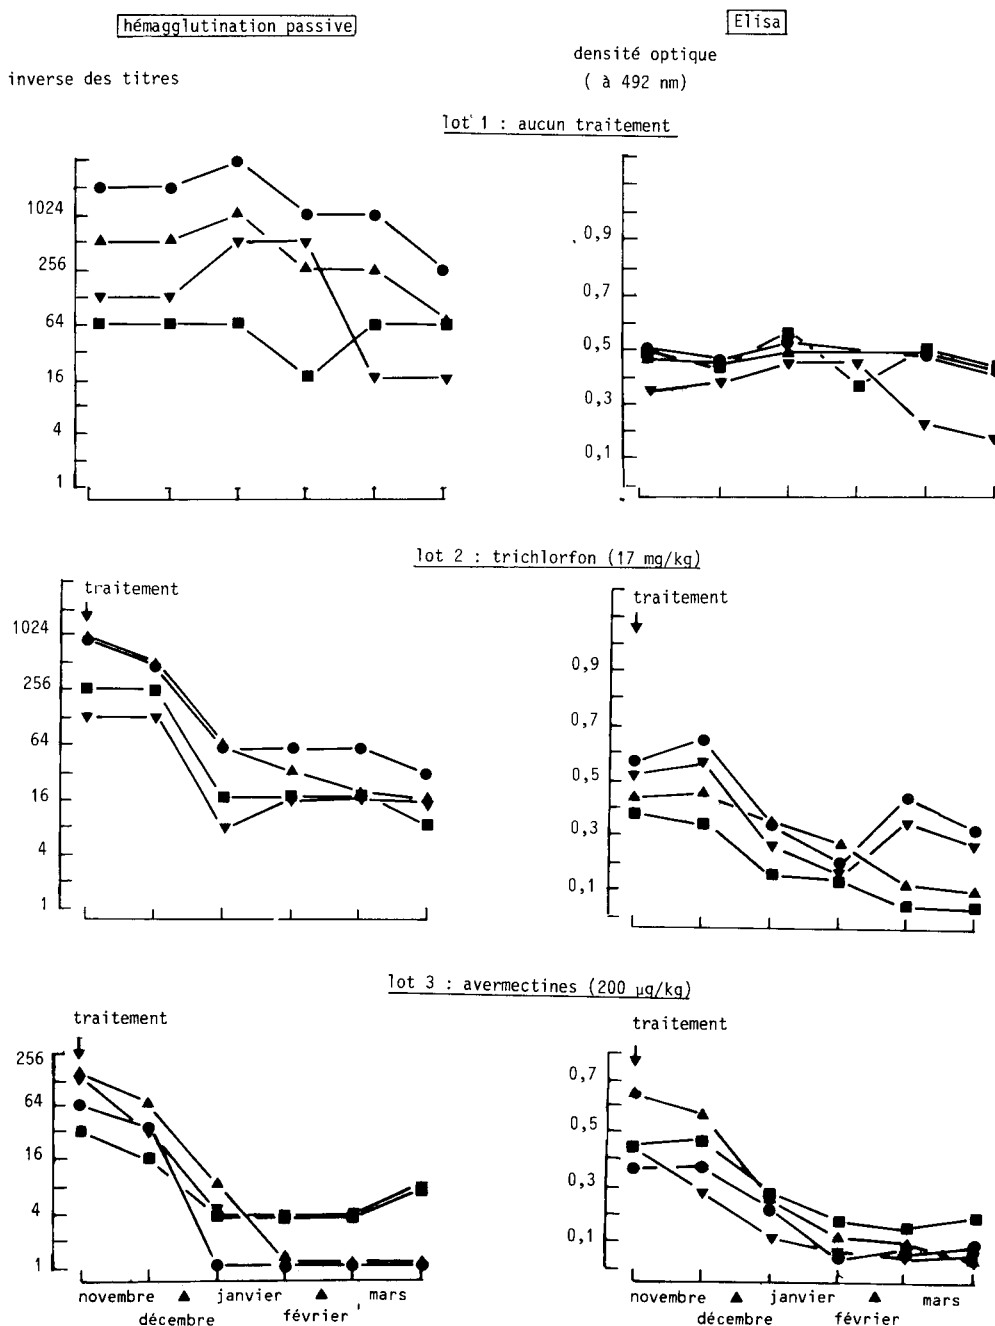 hémagglutination passive
Elisa
inverse des titres
densité optique
( à 492 nm)
lot 1 : aucun traitement
1024
256
64
16
4
1
0,9
0,7
0,5
0,3
0,1
lot 2 : trichlorfon (17 mg/kg)
traitement
1024
256
64
16
4
1
traitement
0,9
0,7
0,5
0,3
0,1
lot 3 : avermectines (200 µg/kg)
traitement
256
64
16
4
1
traitement
0,7
0,5
0,3
0,1
novembre janvier mars
décembre février
novembre janvier mars
décembre février